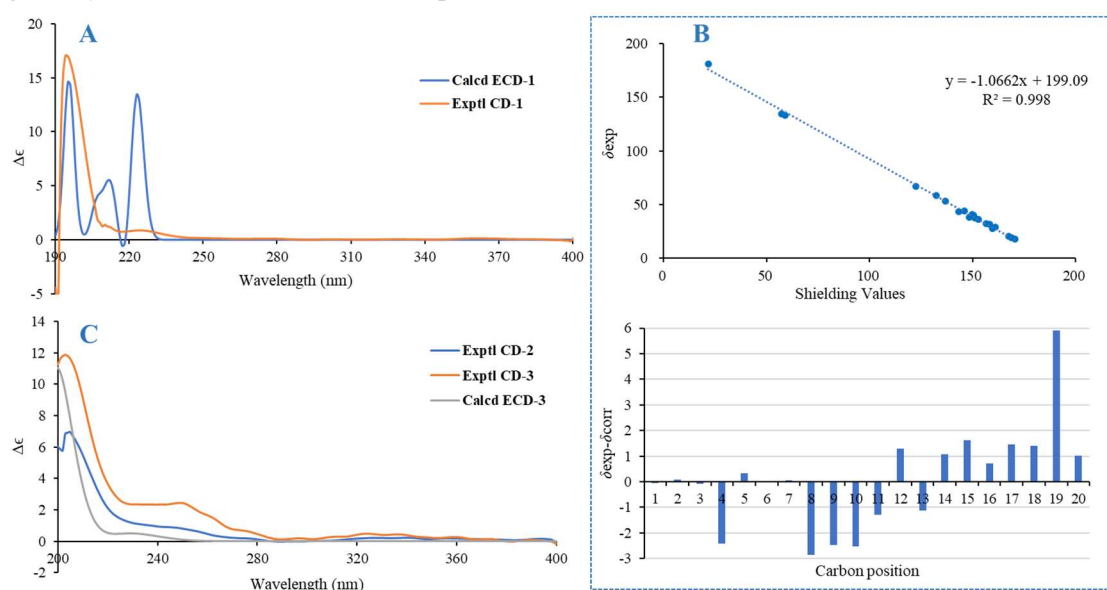 A
20
15
10
5
0
-5
Δϵ
190
220
250
280
310
340
370
400
Wavelength (nm)
Calcd ECD-1
Exptl CD-1
B
200
150
100
50
0
δexp
0
50
100
150
200
Shielding Values
y = -1.0662x + 199.09
R² = 0.998
C
14
12
10
8
6
4
2
0
-2
Δϵ
200
240
280
320
360
400
Wavelength (nm)
Exptl CD-2
Exptl CD-3
Calcd ECD-3
6
5
4
3
2
1
0
-1
-2
-3
δexp-δcorr
1 2 3 4 5 6 7 8 9 10 11 12 13 14 15 16 17 18 19 20
Carbon position